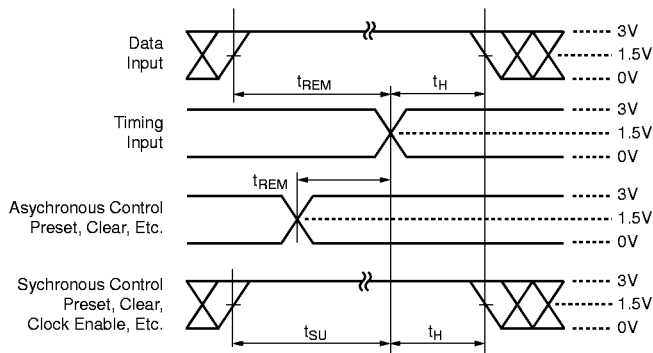 Data
Input
3V
1.5V
0V
tREM
tH
Timing
Input
3V
1.5V
0V
tREM
Asychronous Control
Preset, Clear, Etc.
3V
1.5V
0V
Sychronous Control
Preset, Clear,
Clock Enable, Etc.
3V
1.5V
0V
tSU
tH